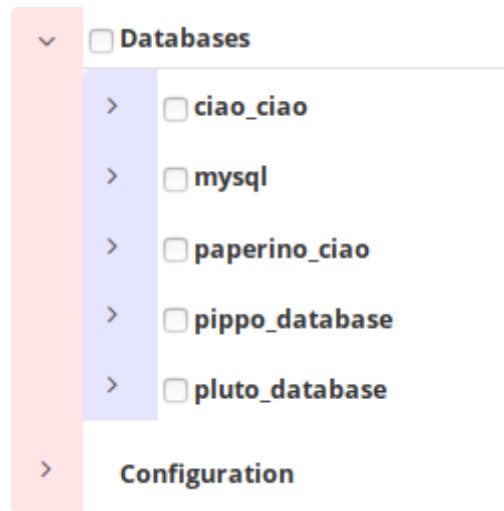 Databases
ciao_ciao
mysql
paperino_ciao
pippo_database
pluto_database
Configuration